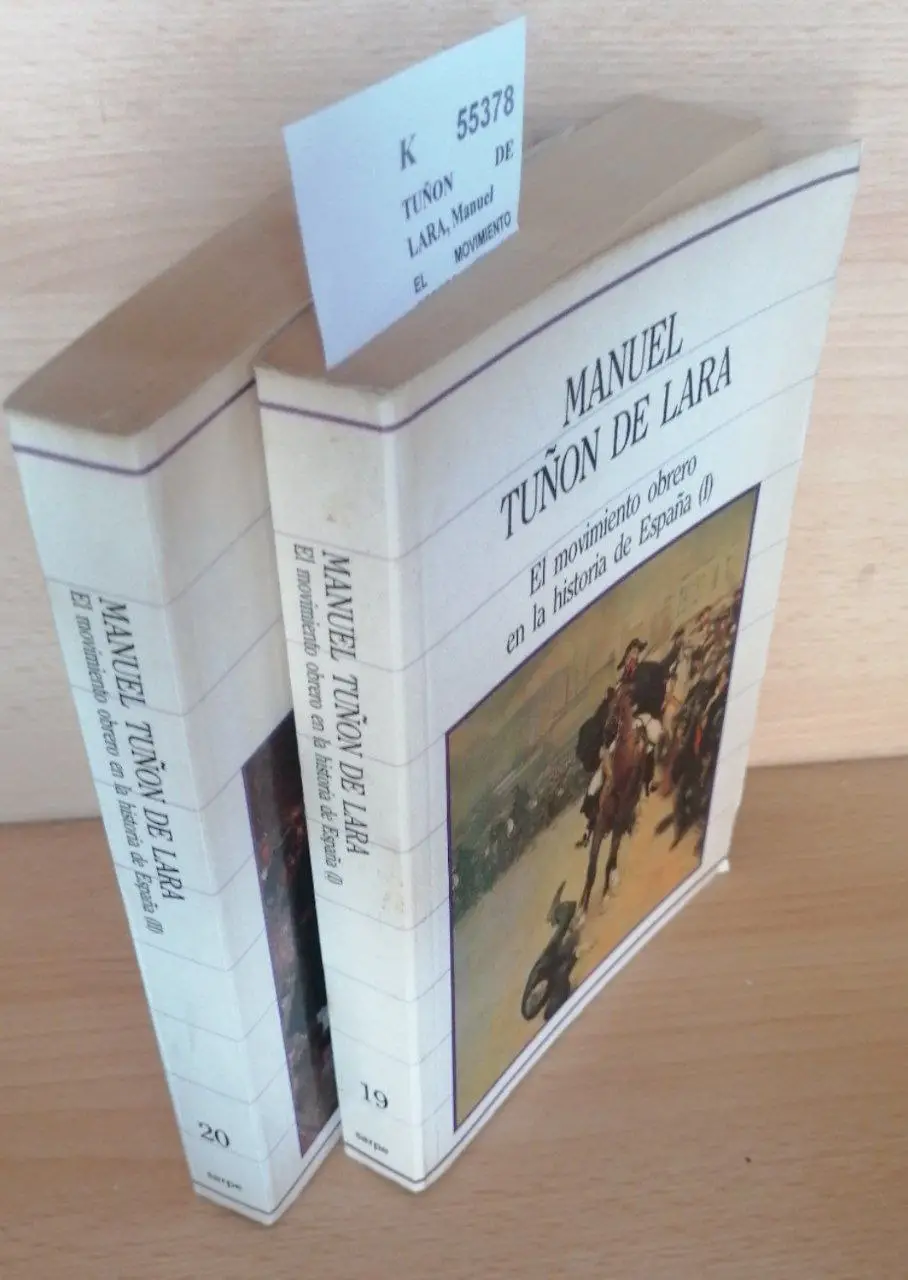 K 55378
TUÑON DE
LARA, Manuel
EL MOVIMIENTO
MANUEL
TUÑON DE LARA
El movimiento obrero
en la historia de España (I)
MANUEL TUÑON DE LARA
El movimiento obrero en la historia de España (I)
19
sarpe
MANUEL TUÑON DE LARA
El movimiento obrero en la historia de España (II)
20
sarpe